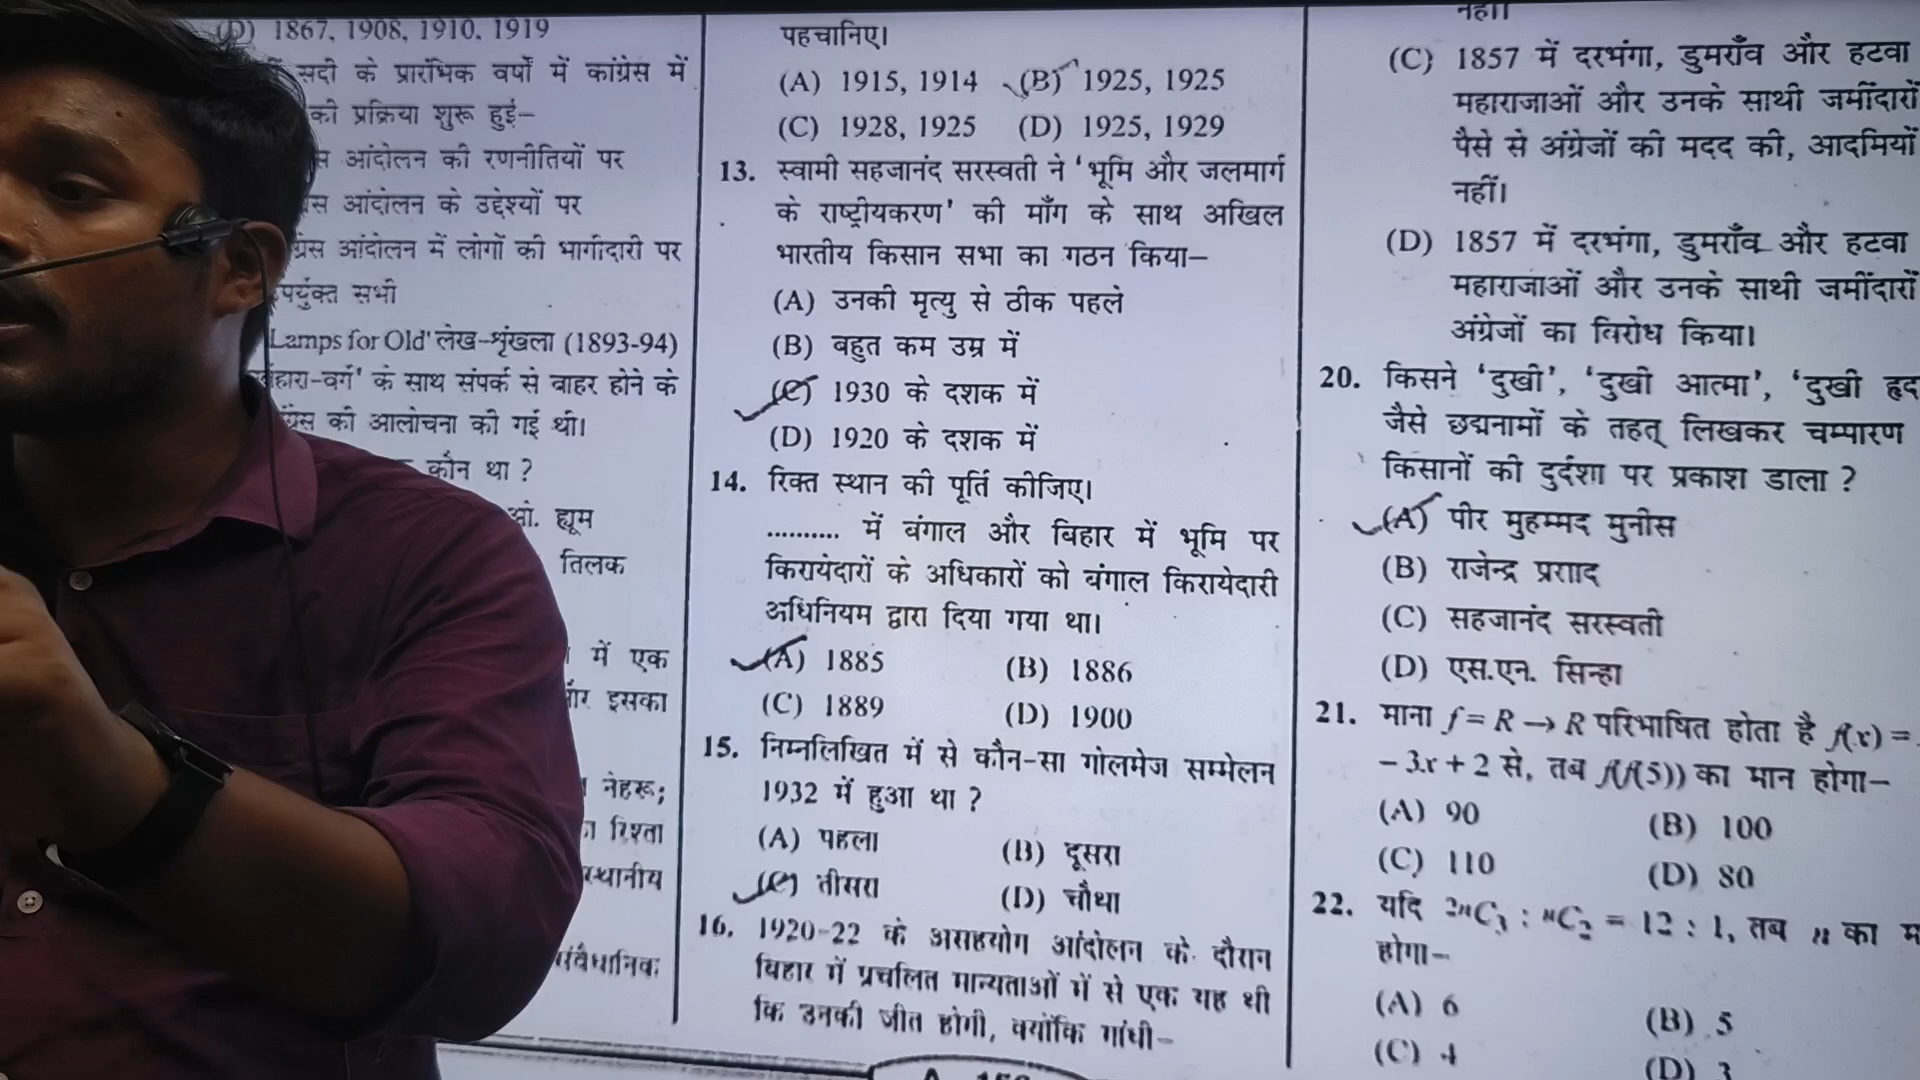 (D) 1867, 1908, 1910, 1919
सदी के प्रारंभिक वर्षों में कांग्रेस में
की प्रक्रिया शुरू हुई–
आंदोलन की रणनीतियों पर
आंदोलन के उद्देश्यों पर
आंदोलन में लोगों की भागीदारी पर
सभी
Lamps for Old' लेख-शृंखला (1893-94)
के साथ संपर्क से बाहर होने के
की आलोचना की गई थी।
कौन था ?
ओ. ह्यूम
तिलक
में एक
इसका
नेहरू;
रिश्ता
स्थानीय
पहचानिए।
(A) 1915, 1914 (B) 1925, 1925
(C) 1928, 1925 (D) 1925, 1929
13. स्वामी सहजानंद सरस्वती ने 'भूमि और जलमार्ग
के राष्ट्रीयकरण' की माँग के साथ अखिल
भारतीय किसान सभा का गठन किया–
(A) उनकी मृत्यु से ठीक पहले
(B) बहुत कम उम्र में
(C) 1930 के दशक में
(D) 1920 के दशक में
14. रिक्त स्थान की पूर्ति कीजिए।
.......... में बंगाल और बिहार में भूमि पर
किरायेदारों के अधिकारों को बंगाल किरायेदारी
अधिनियम द्वारा दिया गया था।
(A) 1885 (B) 1886
(C) 1889 (D) 1900
15. निम्नलिखित में से कौन-सा गोलमेज सम्मेलन
1932 में हुआ था ?
(A) पहला (B) दूसरा
(C) तीसरा (D) चौथा
16. 1920-22 के असहयोग आंदोलन के दौरान
बिहार में प्रचलित मान्यताओं में से एक यह थी
कि उनकी जीत होगी, क्योंकि गांधी–
नहीं।
(C) 1857 में दरभंगा, डुमराँव और हटवा
महाराजाओं और उनके साथी जमींदारों
पैसे से अंग्रेजों की मदद की, आदमियों
नहीं।
(D) 1857 में दरभंगा, डुमराँव और हटवा
महाराजाओं और उनके साथी जमींदारों
अंग्रेजों का विरोध किया।
20. किसने 'दुखी', 'दुखी आत्मा', 'दुखी
जैसे छद्मनामों के तहत् लिखकर चम्पारण
किसानों की दुर्दशा पर प्रकाश डाला ?
(A) पीर मुहम्मद मुनीस
(B) राजेन्द्र प्रसाद
(C) सहजानंद सरस्वती
(D) एस.एन. सिन्हा
21. माना f = R → R परिभाषित होता है f(x) =
– 3x + 2 से, तब f(f(5)) का मान होगा–
(A) 90 (B) 100
(C) 110 (D) 80
22. यदि ²ⁿC₃ : ⁿC₂ = 12 : 1, तब n का
होगा–
(A) 6 (B) 5
(C) 4 (D) 3